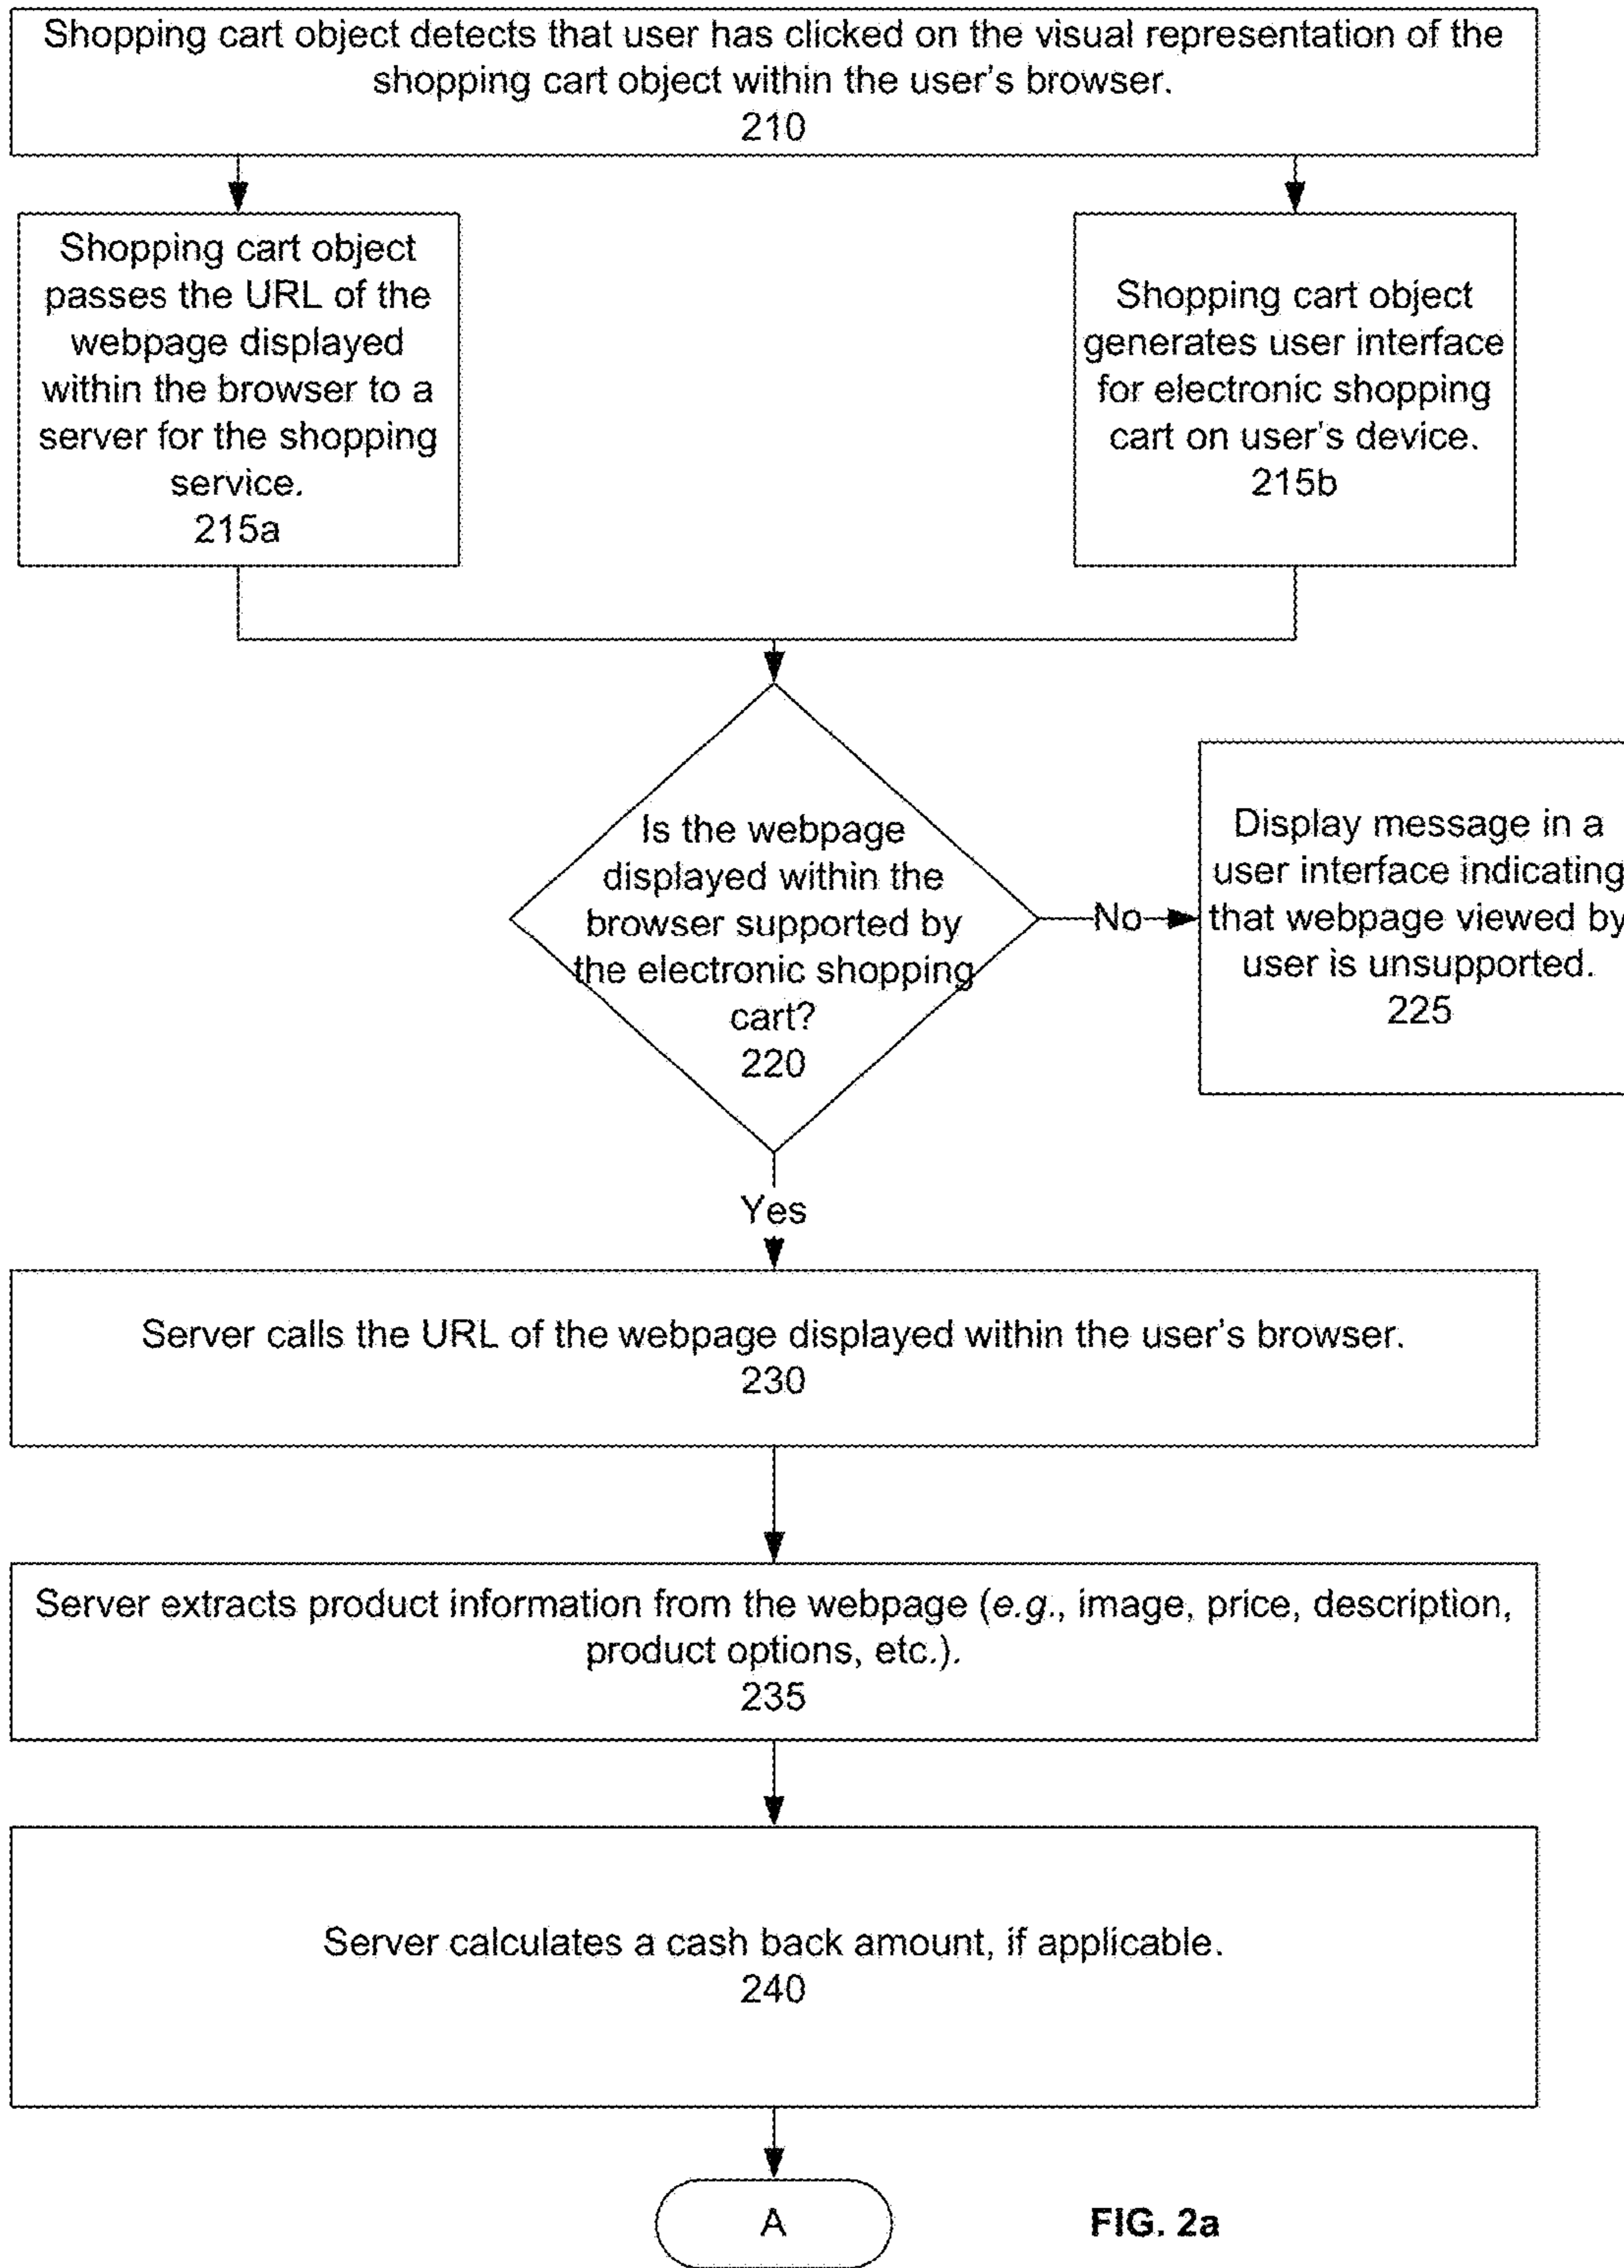 Shopping cart object detects that user has clicked on the visual representation of the
shopping cart object within the user's browser.
210
Shopping cart object
passes the URL of the
webpage displayed
within the browser to a
server for the shopping
service.
215a
Shopping cart object
generates user interface
for electronic shopping
cart on user's device.
215b
Is the webpage
displayed within the
browser supported by
the electronic shopping
cart?
220
No
Display message in a
user interface indicating
that webpage viewed by
user is unsupported.
225
Yes
Server calls the URL of the webpage displayed within the user's browser.
230
Server extracts product information from the webpage (e.g., image, price, description,
product options, etc.).
235
Server calculates a cash back amount, if applicable.
240
A
FIG. 2a